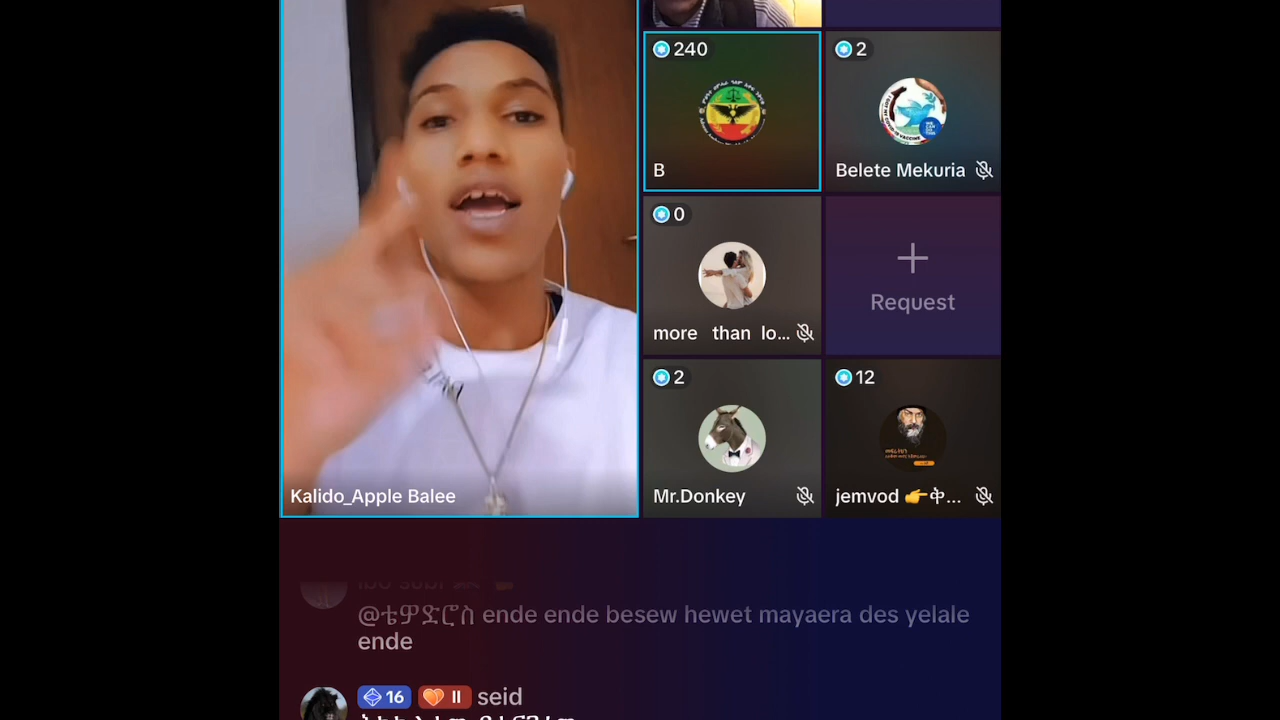 240
B
2
Belete Mekuria
0
more than lo...
Request
2
Mr.Donkey
12
jemvod 👉ቅ...
Kalido_Apple Balee
@ቴዎድሮስ ende ende besew hewet mayaera des yelale
ende
16
II
seid